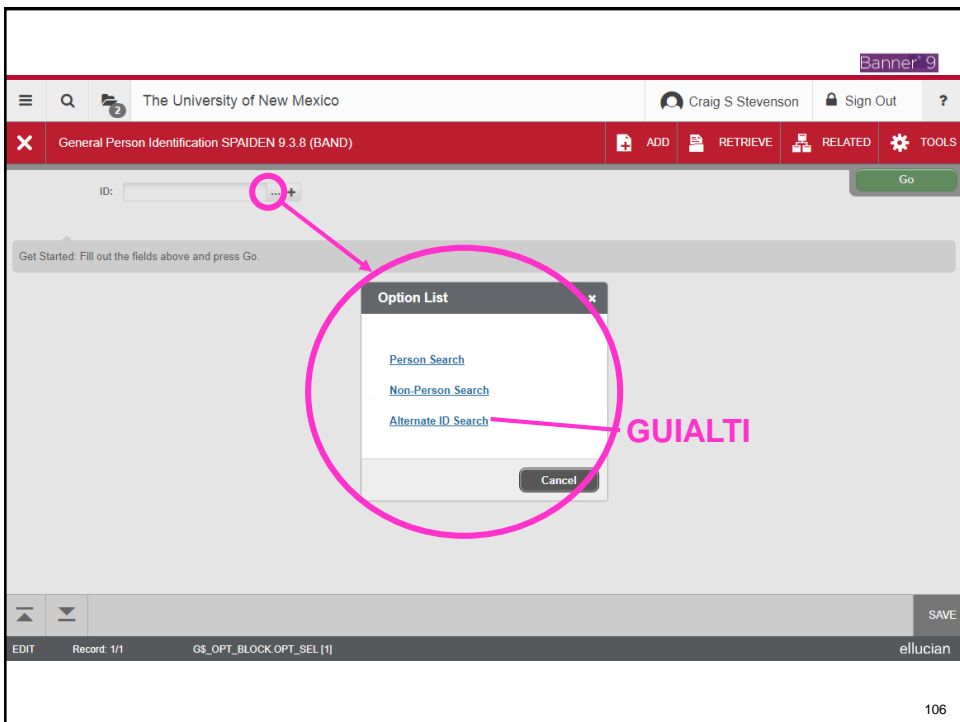 Banner® 9
2 The University of New Mexico Craig S Stevenson Sign Out ?
General Person Identification SPAIDEN 9.3.8 (BAND) ADD RETRIEVE RELATED TOOLS
ID: ... + Go
Get Started: Fill out the fields above and press Go.
Option List
Person Search
Non-Person Search
Alternate ID Search
GUIALTI
Cancel
SAVE
EDIT Record: 1/1 G$_OPT_BLOCK.OPT_SEL [1] ellucian
106